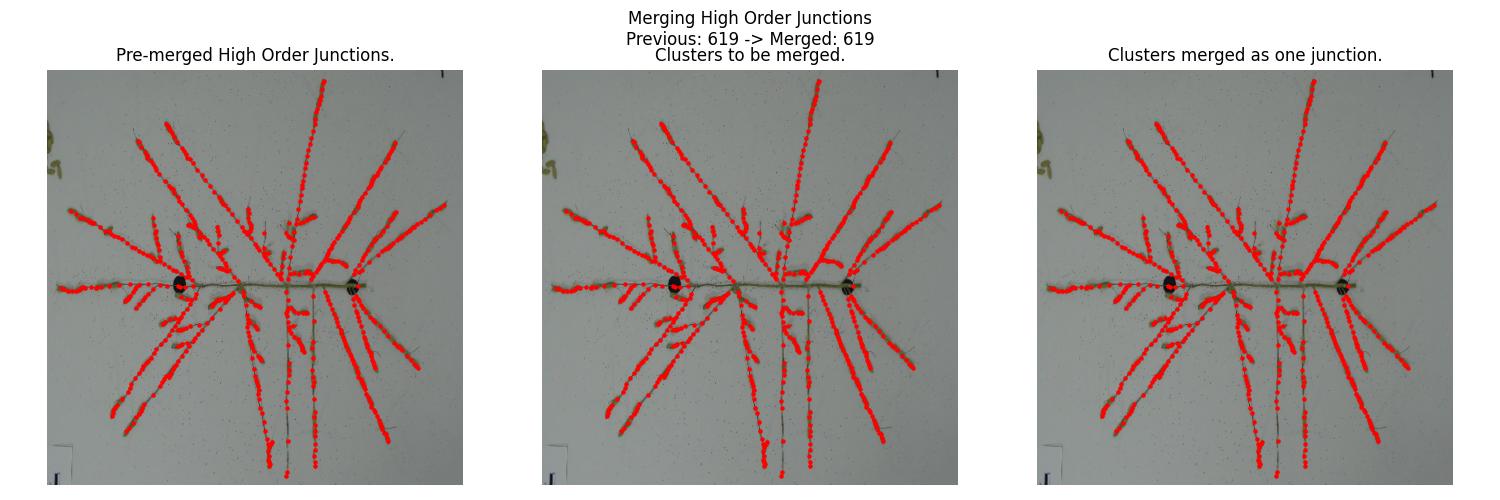 Merging High Order Junctions
Previous: 619 -> Merged: 619
Pre-merged High Order Junctions.
Clusters to be merged.
Clusters merged as one junction.